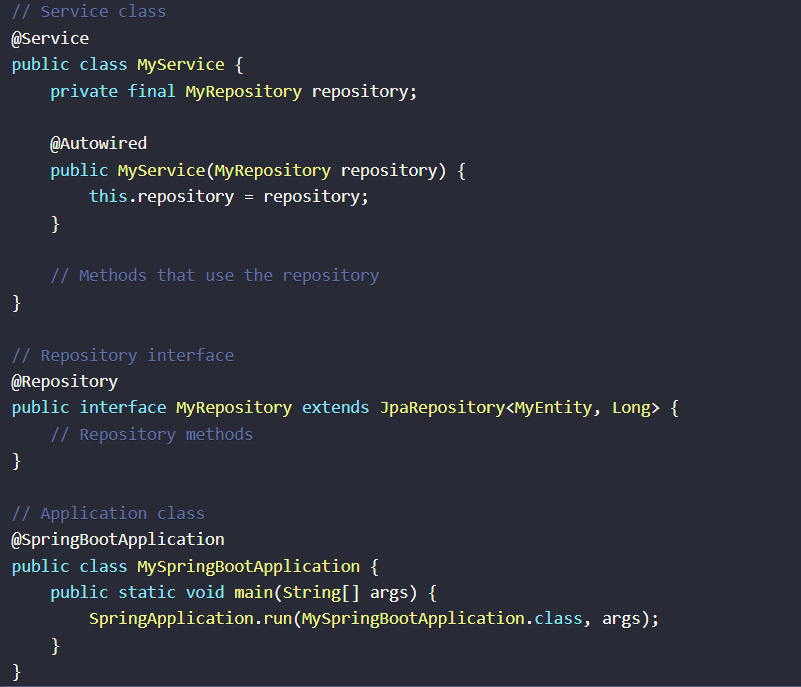 // Service class
@Service
public class MyService {
    private final MyRepository repository;

    @Autowired
    public MyService(MyRepository repository) {
        this.repository = repository;
    }

    // Methods that use the repository
}

// Repository interface
@Repository
public interface MyRepository extends JpaRepository<MyEntity, Long> {
    // Repository methods
}

// Application class
@SpringBootApplication
public class MySpringBootApplication {
    public static void main(String[] args) {
        SpringApplication.run(MySpringBootApplication.class, args);
    }
}